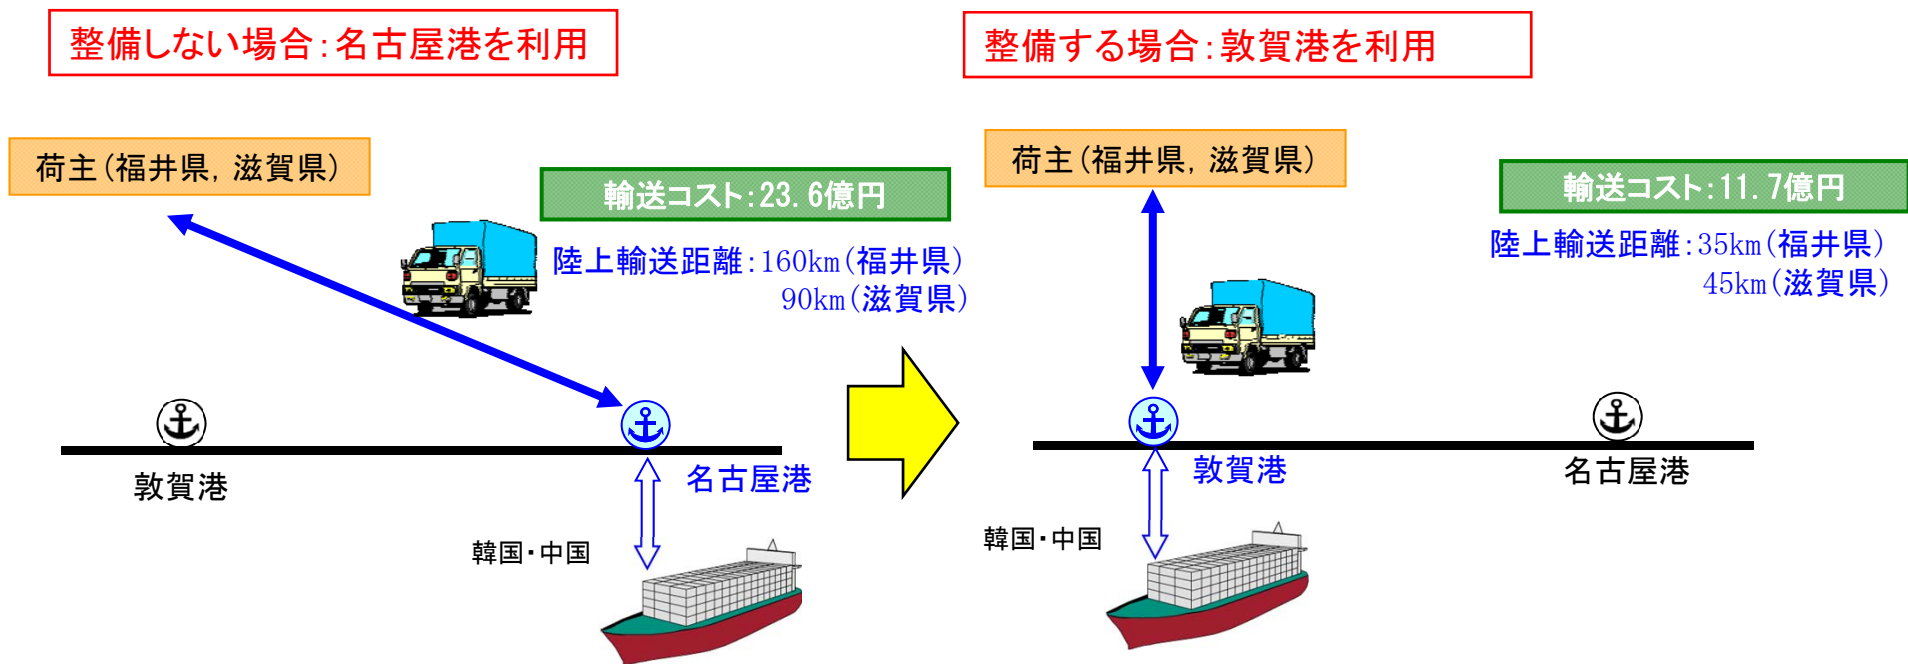 整備しない場合：名古屋港を利用
荷主（福井県，滋賀県）
輸送コスト：23.6億円
陸上輸送距離：160km（福井県）
90km（滋賀県）
敦賀港
名古屋港
韓国・中国
整備する場合：敦賀港を利用
荷主（福井県，滋賀県）
輸送コスト：11.7億円
陸上輸送距離：35km（福井県）
45km（滋賀県）
敦賀港
名古屋港
韓国・中国